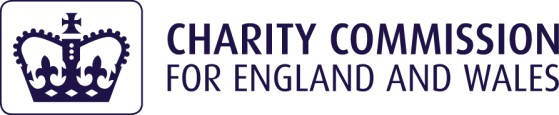 CHARITY COMMISSION
FOR ENGLAND AND WALES